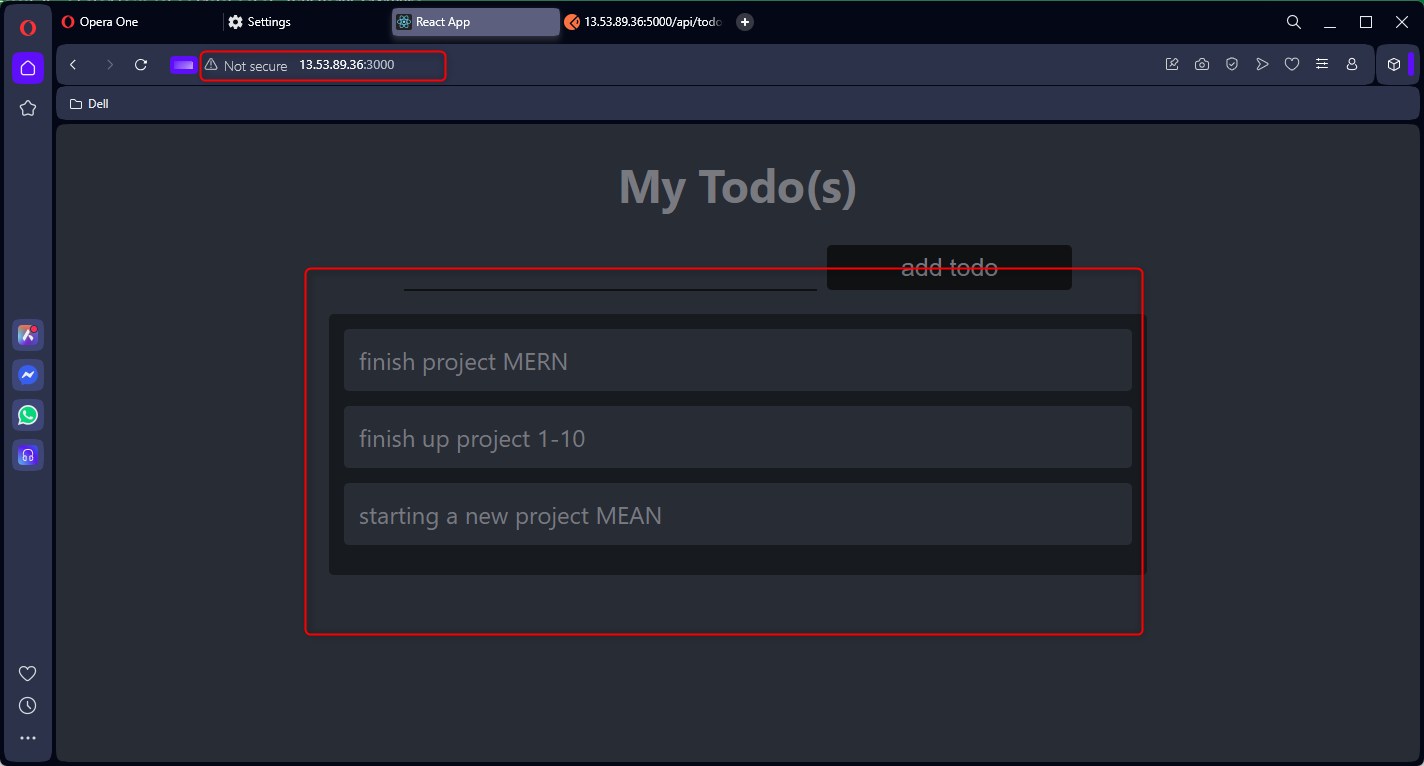 Opera One
Settings
React App
13.53.89.36:5000/api/todo
Not secure
13.53.89.36:3000
Dell
My Todo(s)
add todo
finish project MERN
finish up project 1-10
starting a new project MEAN